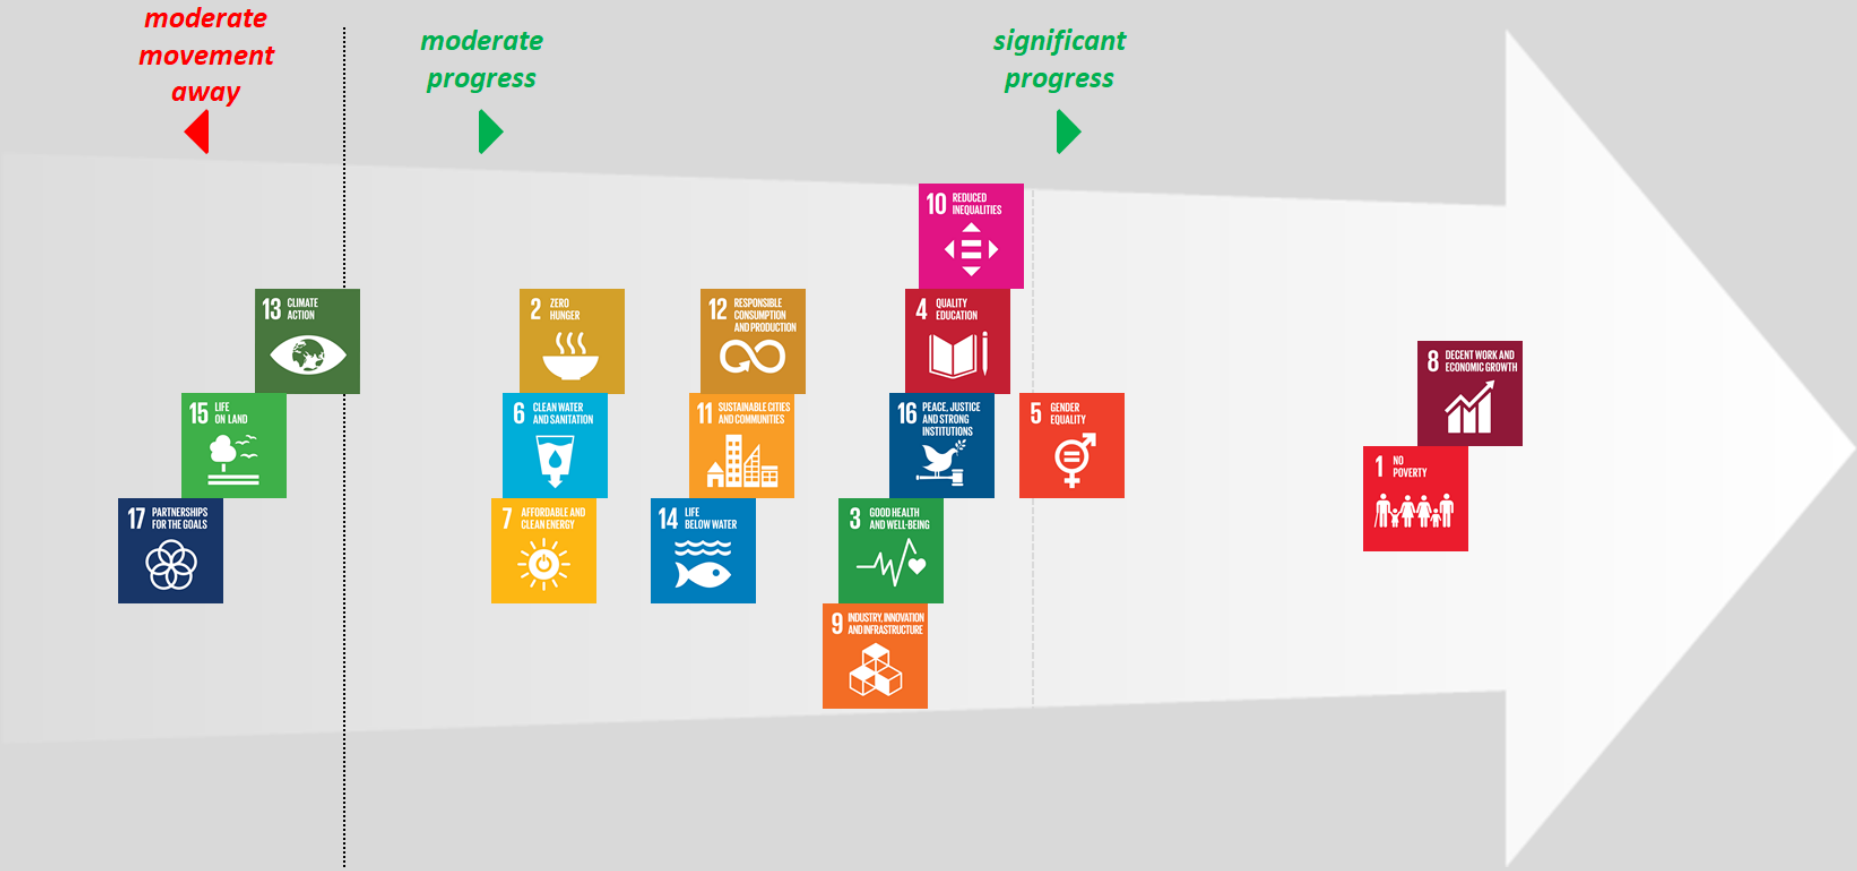 moderate
movement
away
moderate
progress
significant
progress
10 REDUCED
INEQUALITIES
13 CLIMATE
ACTION
2 ZERO
HUNGER
12 RESPONSIBLE
CONSUMPTION
AND PRODUCTION
4 QUALITY
EDUCATION
8 DECENT WORK AND
ECONOMIC GROWTH
15 LIFE
ON LAND
6 CLEAN WATER
AND SANITATION
11 SUSTAINABLE CITIES
AND COMMUNITIES
16 PEACE, JUSTICE
AND STRONG
INSTITUTIONS
5 GENDER
EQUALITY
1 NO
POVERTY
17 PARTNERSHIPS
FOR THE GOALS
7 AFFORDABLE AND
CLEAN ENERGY
14 LIFE
BELOW WATER
3 GOOD HEALTH
AND WELL-BEING
9 INDUSTRY, INNOVATION
AND INFRASTRUCTURE